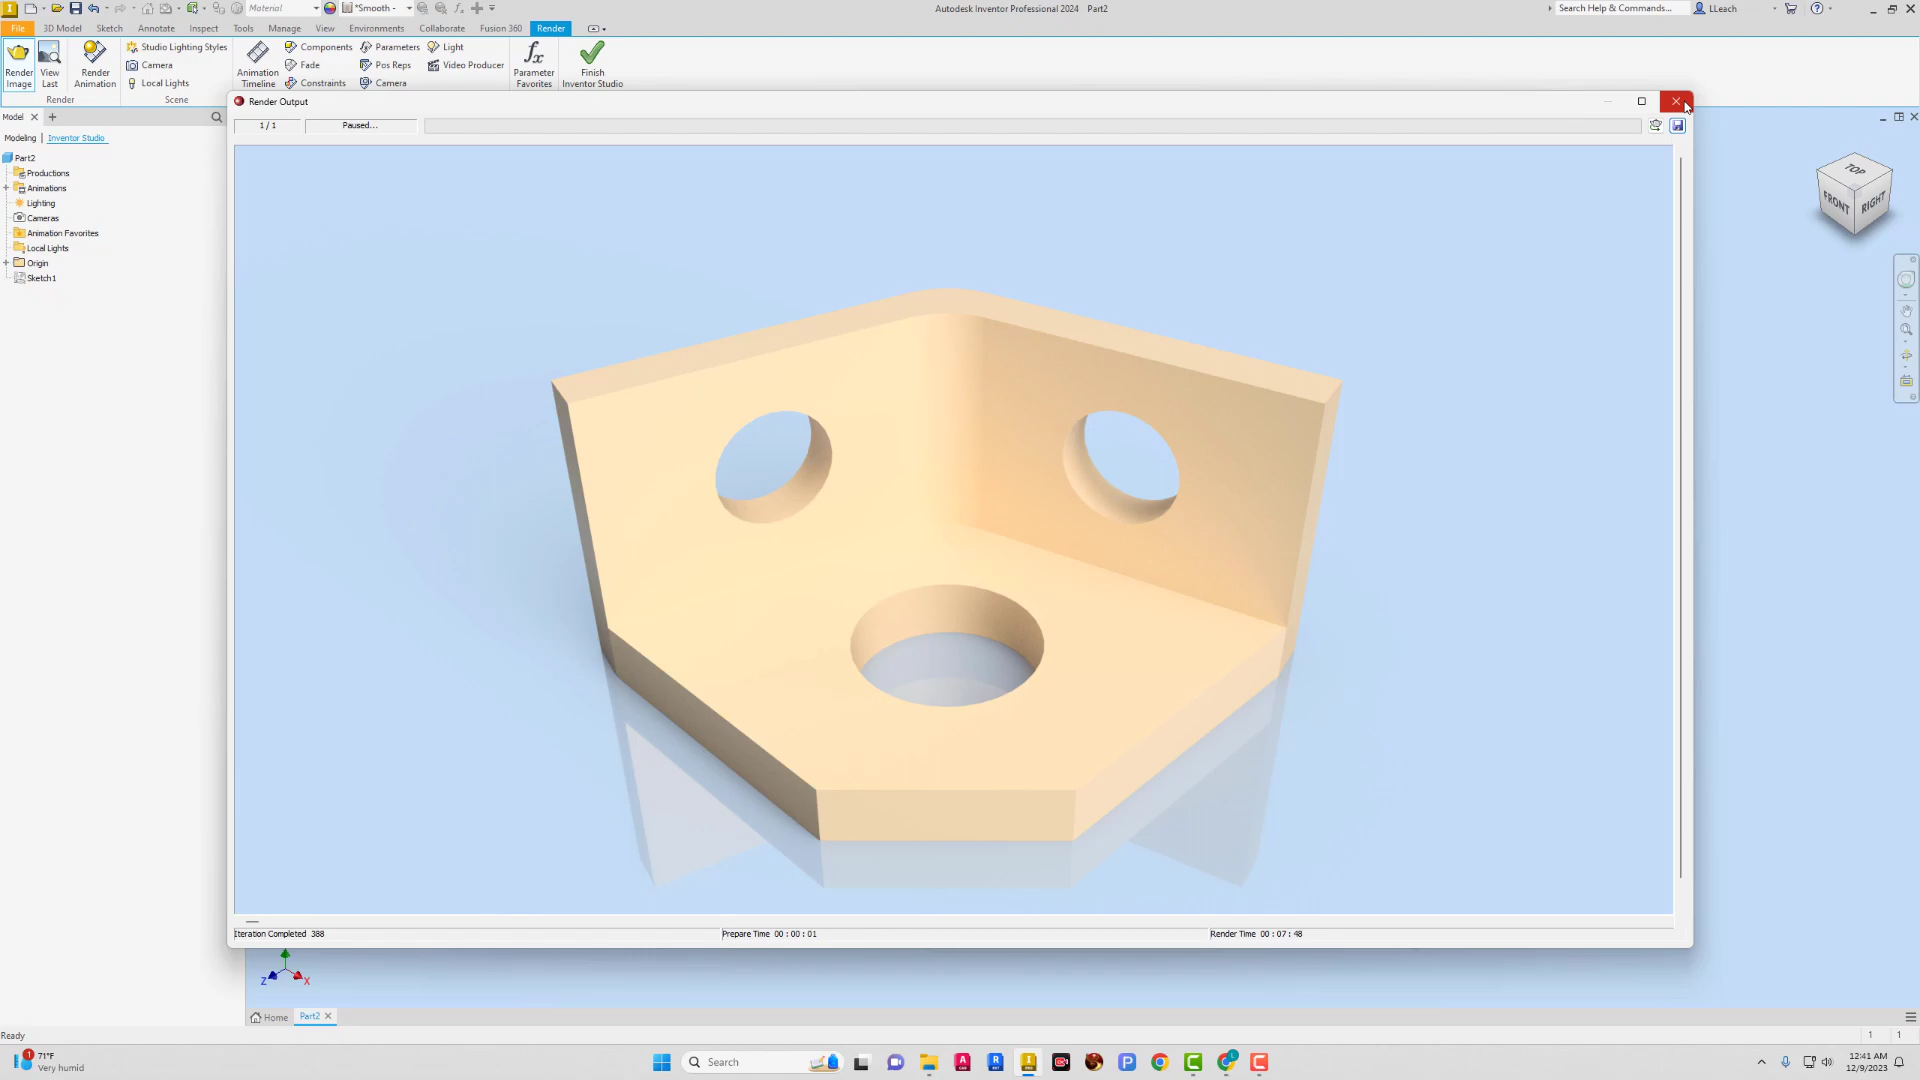 Material
*Smooth -
Autodesk Inventor Professional 2024 Part2
Search Help & Commands...
LLeach
File 3D Model Sketch Annotate Inspect Tools Manage View Environments Collaborate Fusion 360 Render
Render Image
View Last
Render Animation
Studio Lighting Styles
Camera
Local Lights
Animation Timeline
Components
Fade
Constraints
Parameters
Pos Reps
Camera
Light
Video Producer
fx
Parameter Favorites
Finish Inventor Studio
Render
Scene
Model
Modeling
Inventor Studio
Part2
Productions
Animations
Lighting
Cameras
Animation Favorites
Local Lights
Origin
Sketch1
Render Output
1 / 1
Paused...
TOP
FRONT
RIGHT
Iteration Completed 388
Prepare Time 00 : 00 : 01
Render Time 00 : 07 : 48
Z
X
Home
Part2
Ready
1
1
1
71°F
Very humid
Search
12:41 AM
12/9/2023